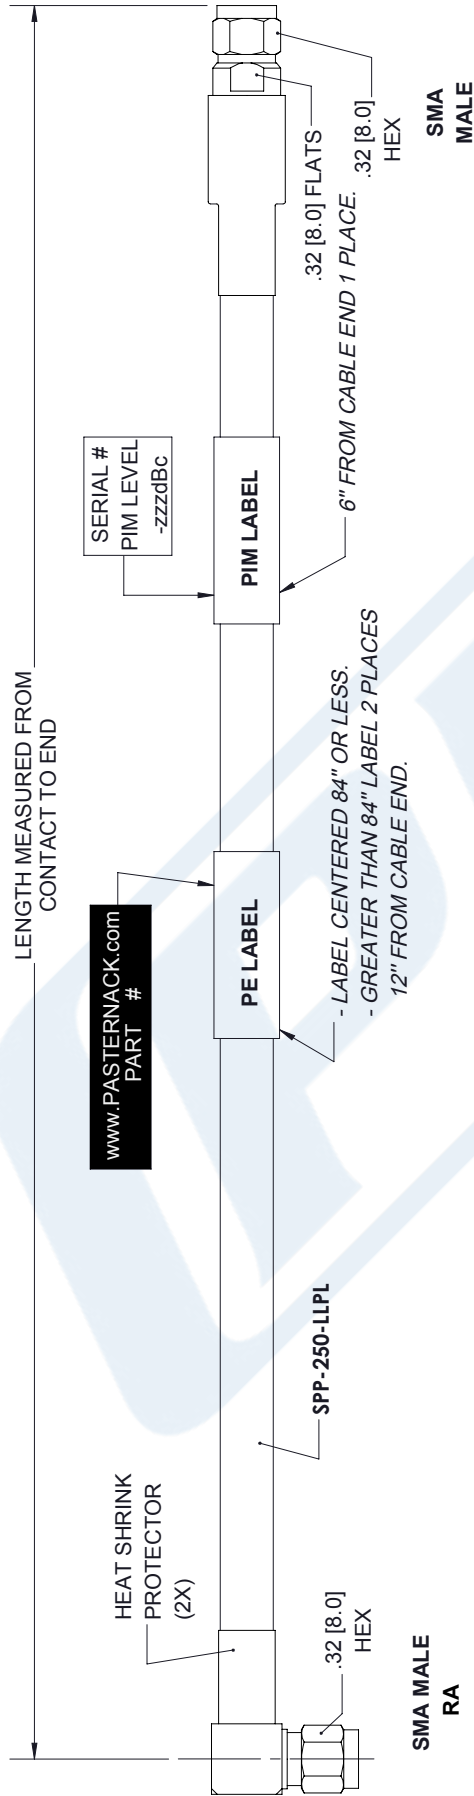 LENGTH MEASURED FROM
CONTACT TO END
HEAT SHRINK
PROTECTOR
(2X)
www.PASTERNACK.com
PART #
SERIAL #
PIM LEVEL
-zzzdBc
PE LABEL
PIM LABEL
.32 [8.0]
HEX
SMA MALE
RA
SPP-250-LLPL
- LABEL CENTERED 84" OR LESS.
- GREATER THAN 84" LABEL 2 PLACES
12" FROM CABLE END.
6" FROM CABLE END 1 PLACE.
.32 [8.0] FLATS
.32 [8.0]
HEX
SMA
MALE